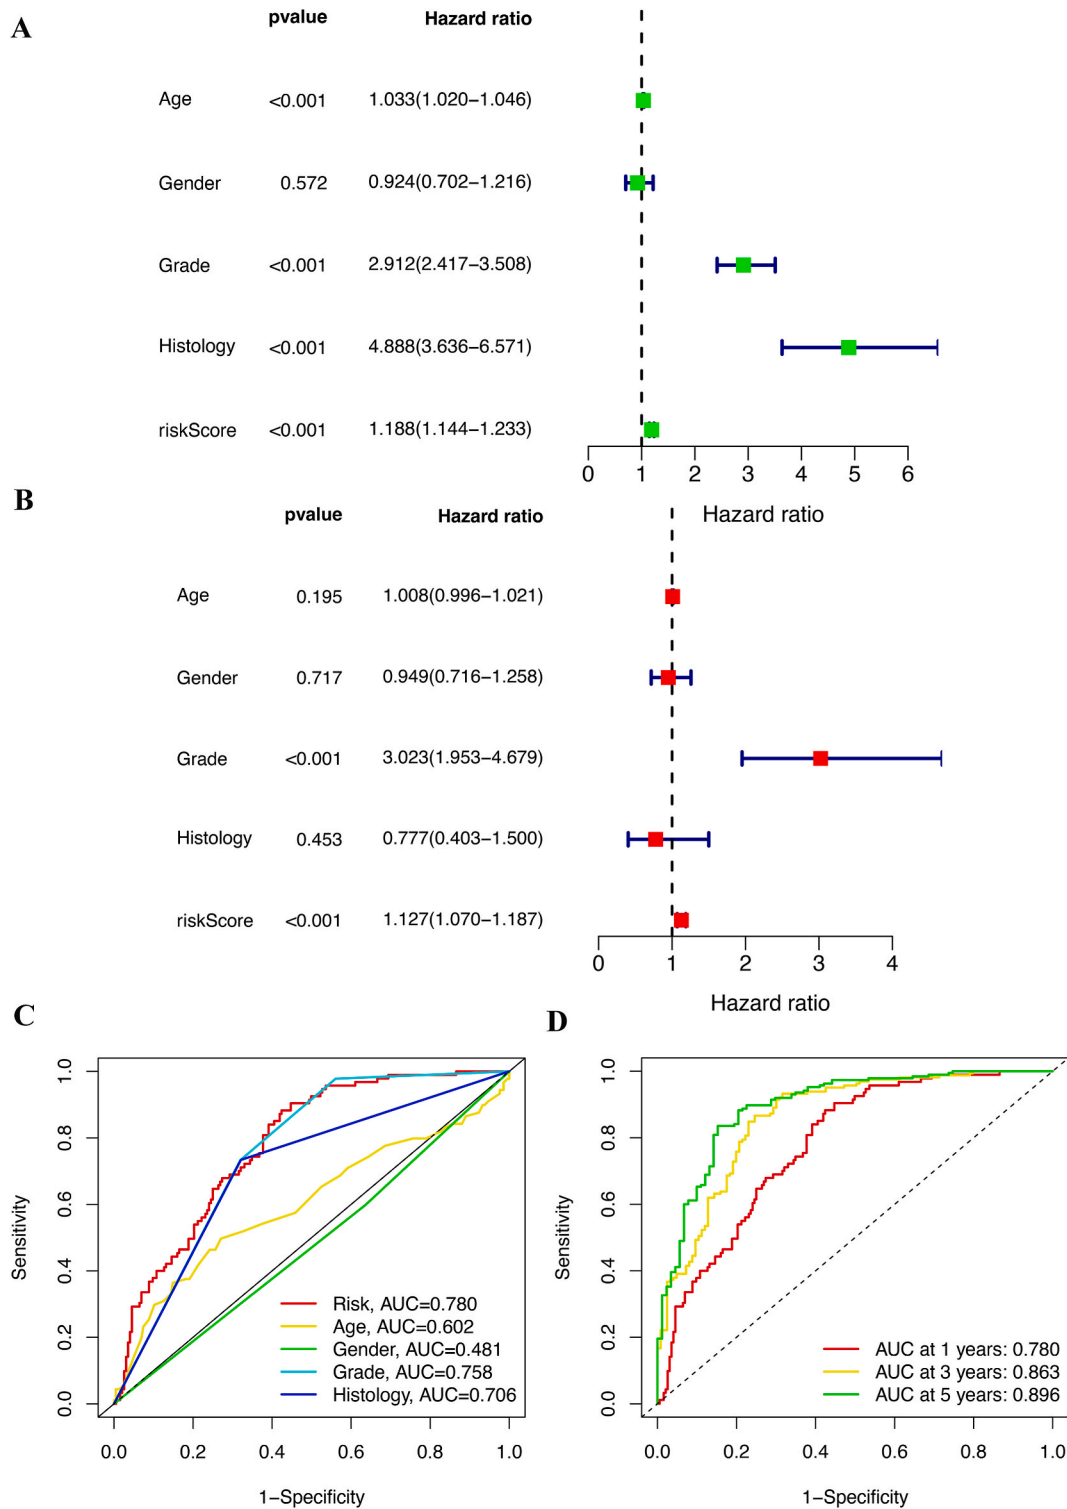 A
pvalue Hazard ratio
Age <0.001 1.033(1.020−1.046)
Gender 0.572 0.924(0.702−1.216)
Grade <0.001 2.912(2.417−3.508)
Histology <0.001 4.888(3.636−6.571)
riskScore <0.001 1.188(1.144−1.233)
0 1 2 3 4 5 6
Hazard ratio
B
pvalue Hazard ratio
Age 0.195 1.008(0.996−1.021)
Gender 0.717 0.949(0.716−1.258)
Grade <0.001 3.023(1.953−4.679)
Histology 0.453 0.777(0.403−1.500)
riskScore <0.001 1.127(1.070−1.187)
0 1 2 3 4
Hazard ratio
C
Sensitivity
1.0
0.8
0.6
0.4
0.2
0.0
Risk, AUC=0.780
Age, AUC=0.602
Gender, AUC=0.481
Grade, AUC=0.758
Histology, AUC=0.706
0.0 0.2 0.4 0.6 0.8 1.0
1−Specificity
D
Sensitivity
1.0
0.8
0.6
0.4
0.2
0.0
AUC at 1 years: 0.780
AUC at 3 years: 0.863
AUC at 5 years: 0.896
0.0 0.2 0.4 0.6 0.8 1.0
1−Specificity